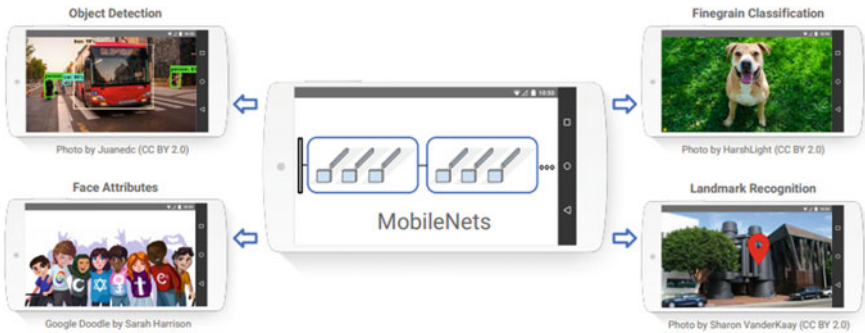 Object Detection
Finegrain Classification
10:50
Photo by Juanedc (CC BY 2.0)
Photo by HarshLight (CC BY 2.0)
MobileNets
Face Attributes
Landmark Recognition
Google Doodle by Sarah Harrison
Photo by Sharon VanderKaay (CC BY 2.0)